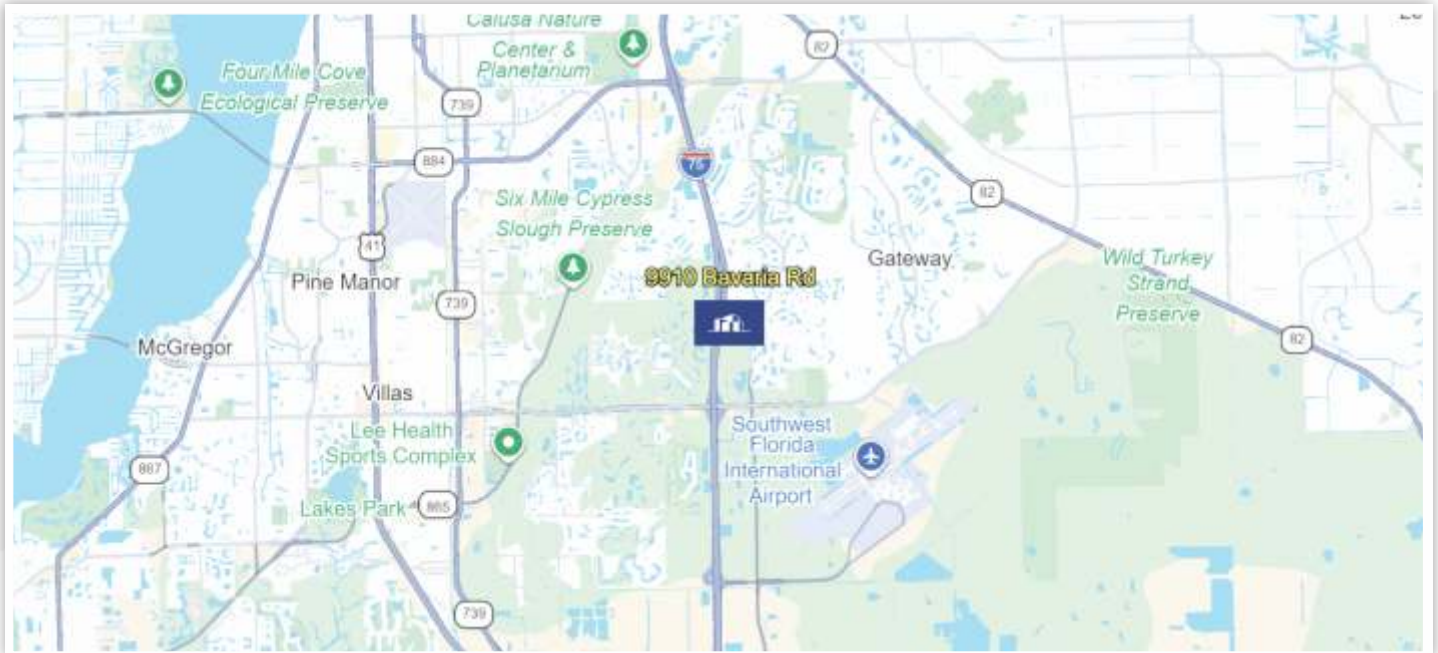 Calusa Nature
Center &
Planetarium
82
Four Mile Cove
Ecological Preserve
739
884
75
Six Mile Cypress
Slough Preserve
82
41
Pine Manor
Gateway
Wild Turkey
Strand
Preserve
9910 Bavaria Rd
739
McGregor
82
Villas
Lee Health
Sports Complex
Southwest
Florida
International
Airport
867
Lakes Park
865
739